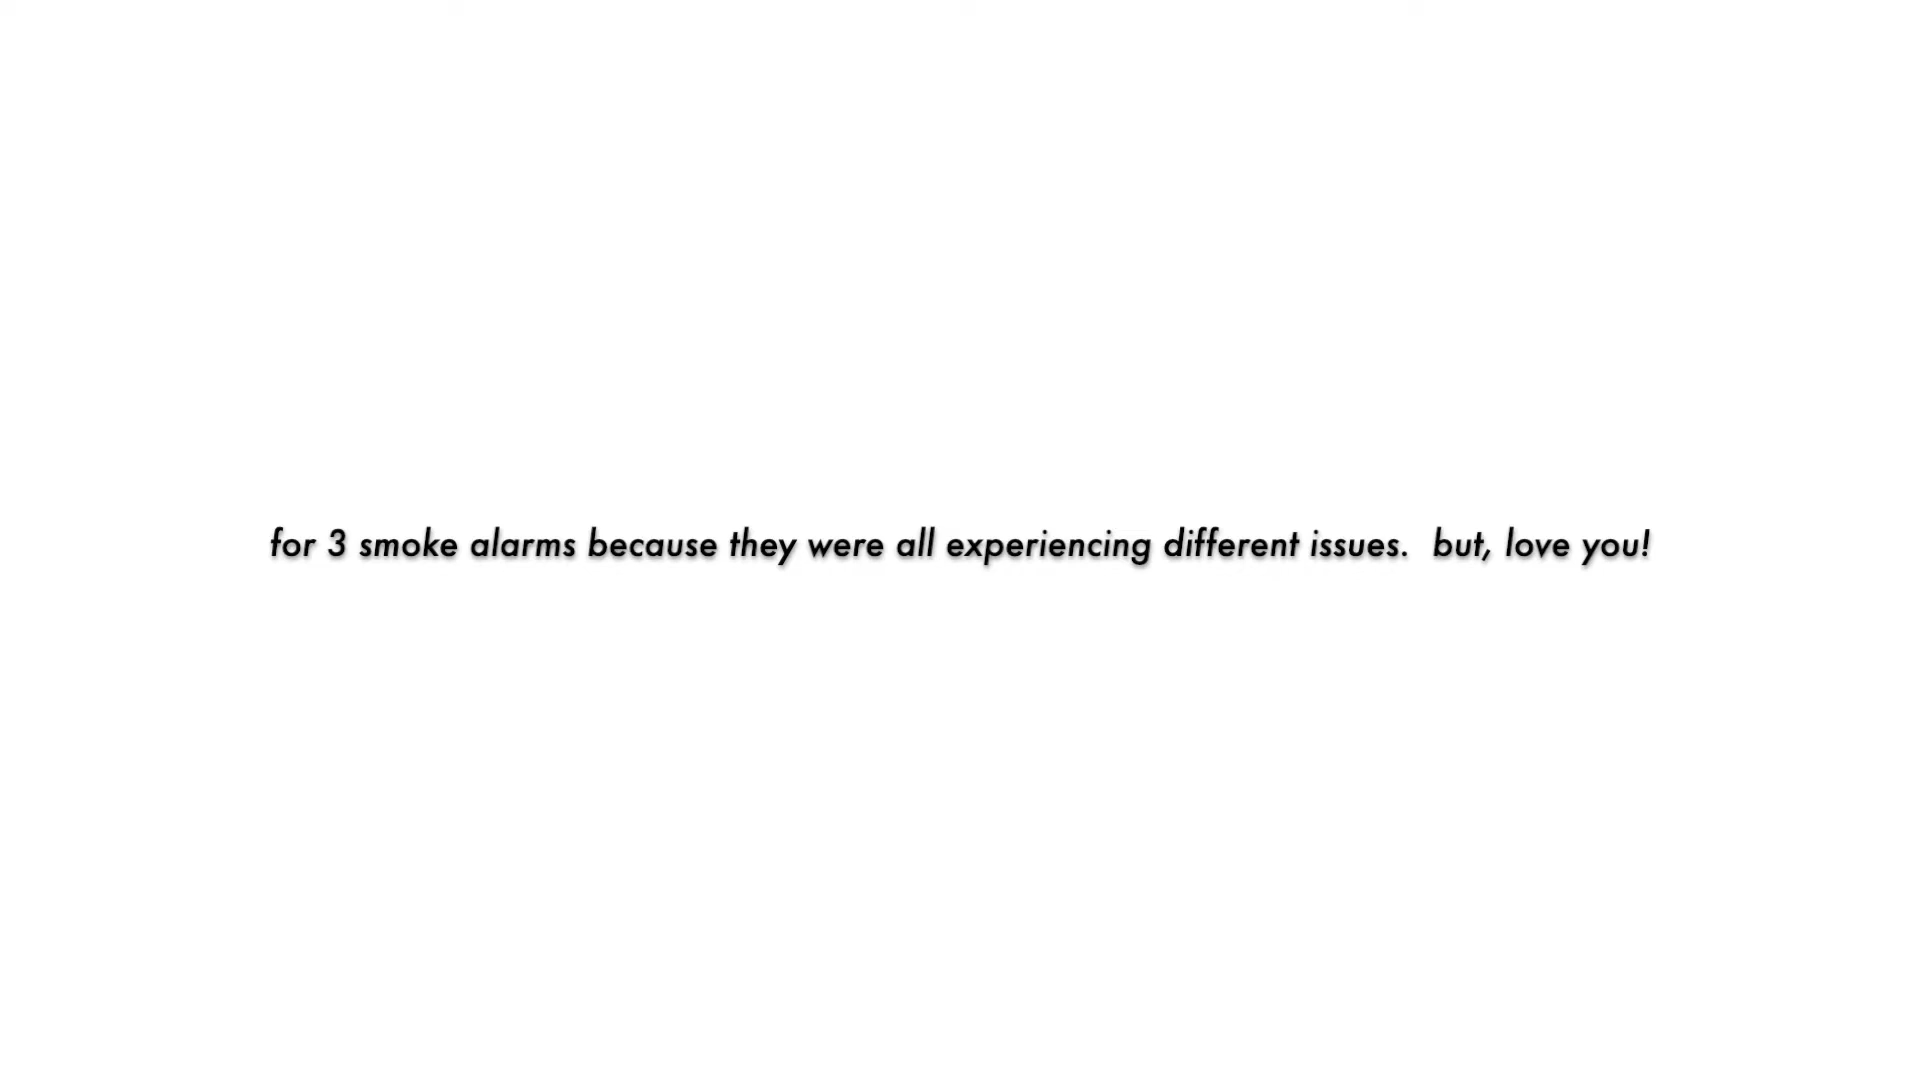 for 3 smoke alarms because they were all experiencing different issues.  but, love you!